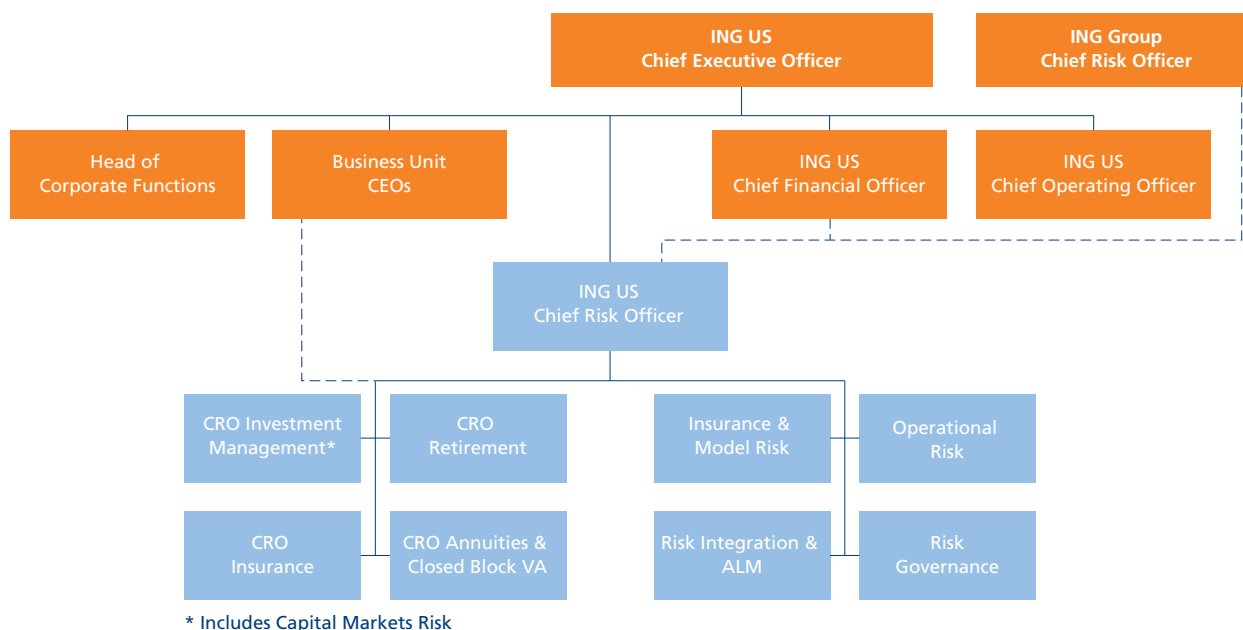 ING US
Chief Executive Officer
ING Group
Chief Risk Officer
Head of
Corporate Functions
Business Unit
CEOs
ING US
Chief Financial Officer
ING US
Chief Operating Officer
ING US
Chief Risk Officer
CRO Investment
Management*
CRO
Retirement
Insurance &
Model Risk
Operational
Risk
CRO
Insurance
CRO Annuities &
Closed Block VA
Risk Integration &
ALM
Risk
Governance
* Includes Capital Markets Risk